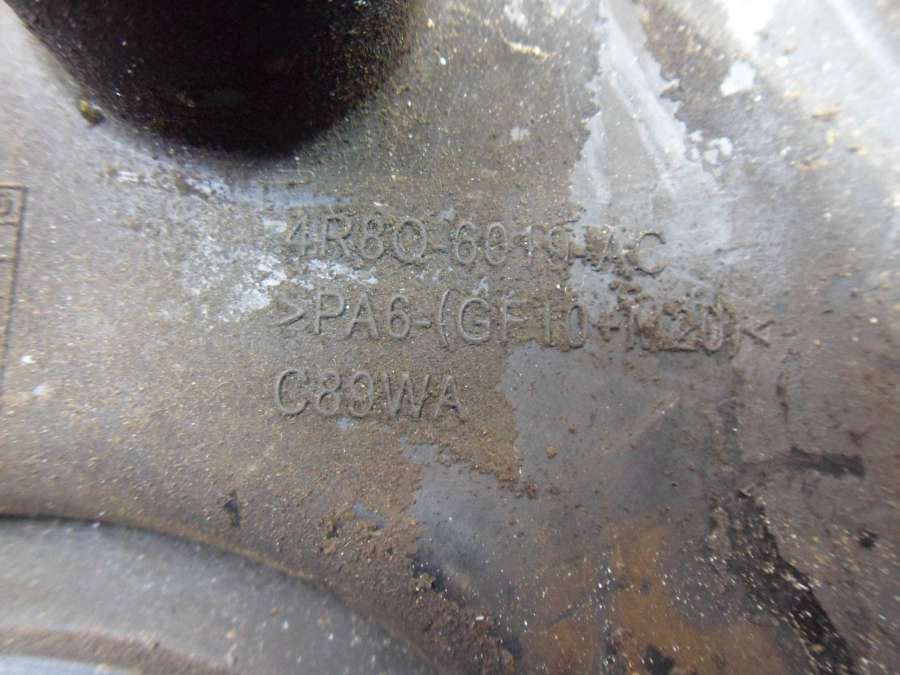 4R8Q-6019-AC
>PA6-(GF10+M20)<
C83WA